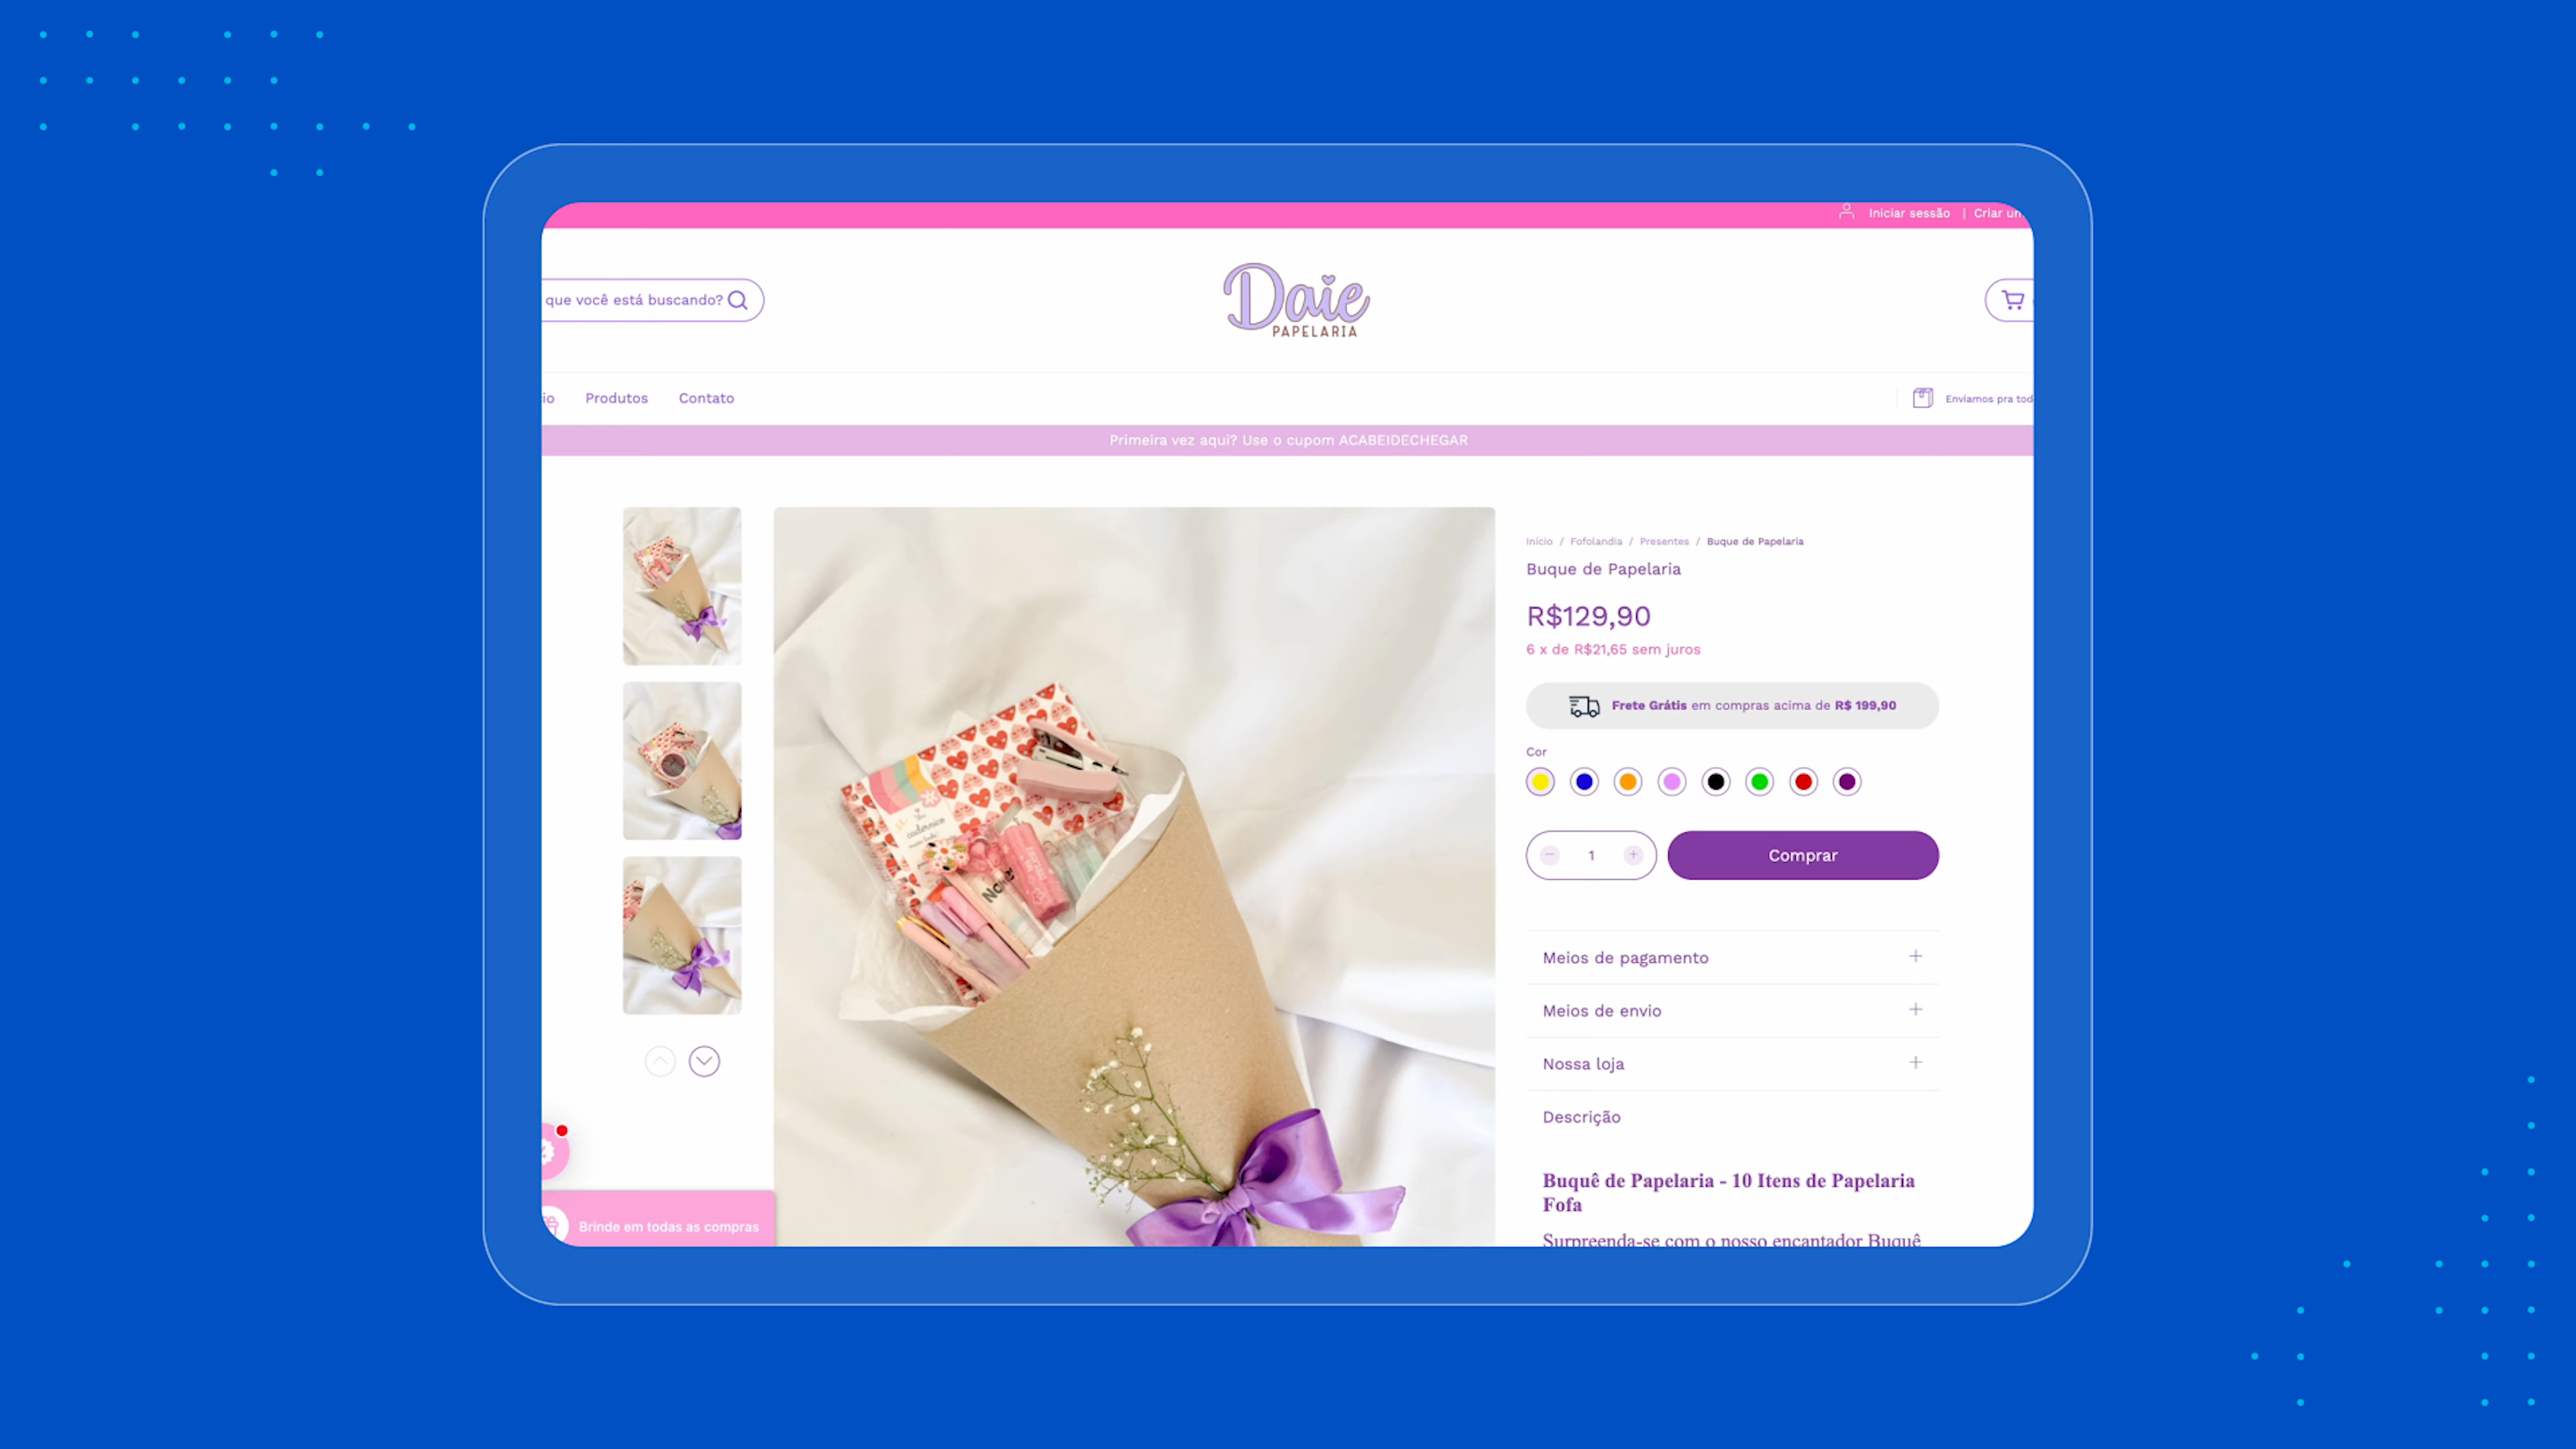 Iniciar sessão | Criar um
que você está buscando?
Daie
PAPELARIA
Produtos
Contato
Enviamos pra tod
Primeira vez aqui? Use o cupom ACABEIDECHEGAR
Início / Fofolandia / Presentes / Buque de Papelaria
Buque de Papelaria
R$129,90
6 x de R$21,65 sem juros
Frete Grátis em compras acima de R$ 199,90
Cor
1
Comprar
Meios de pagamento
Meios de envio
Nossa loja
Descrição
Buquê de Papelaria - 10 Itens de Papelaria
Fofa
Surpreenda-se com o nosso encantador Buquê
Brinde em todas as compras